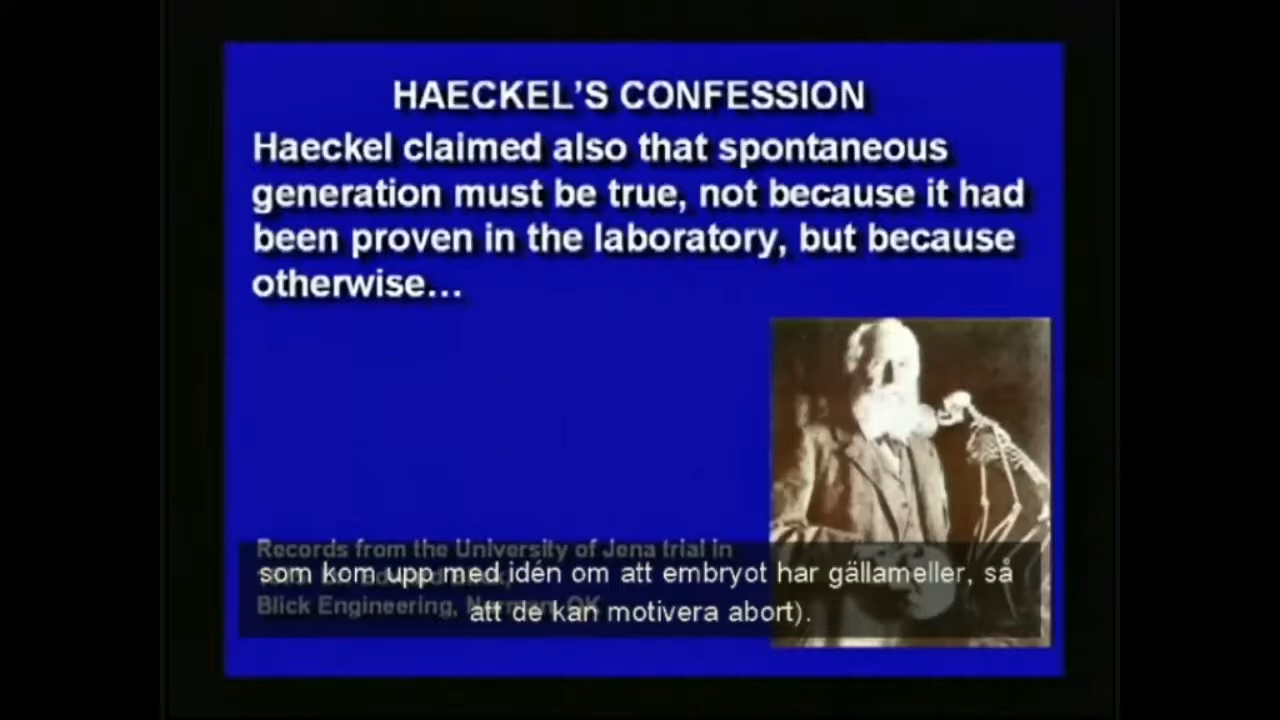 HAECKEL'S CONFESSION
Haeckel claimed also that spontaneous
generation must be true, not because it had
been proven in the laboratory, but because
otherwise...
Records from the University of Jena trial in
Blick Engineering, Norman, OK
som kom upp med idén om att embryot har gällameller, så
att de kan motivera abort).